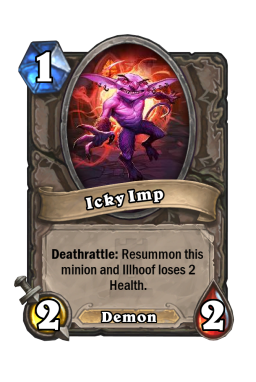 1
Icky Imp
Deathrattle: Resummon this
minion and Illhoof loses 2
Health.
2
Demon
2